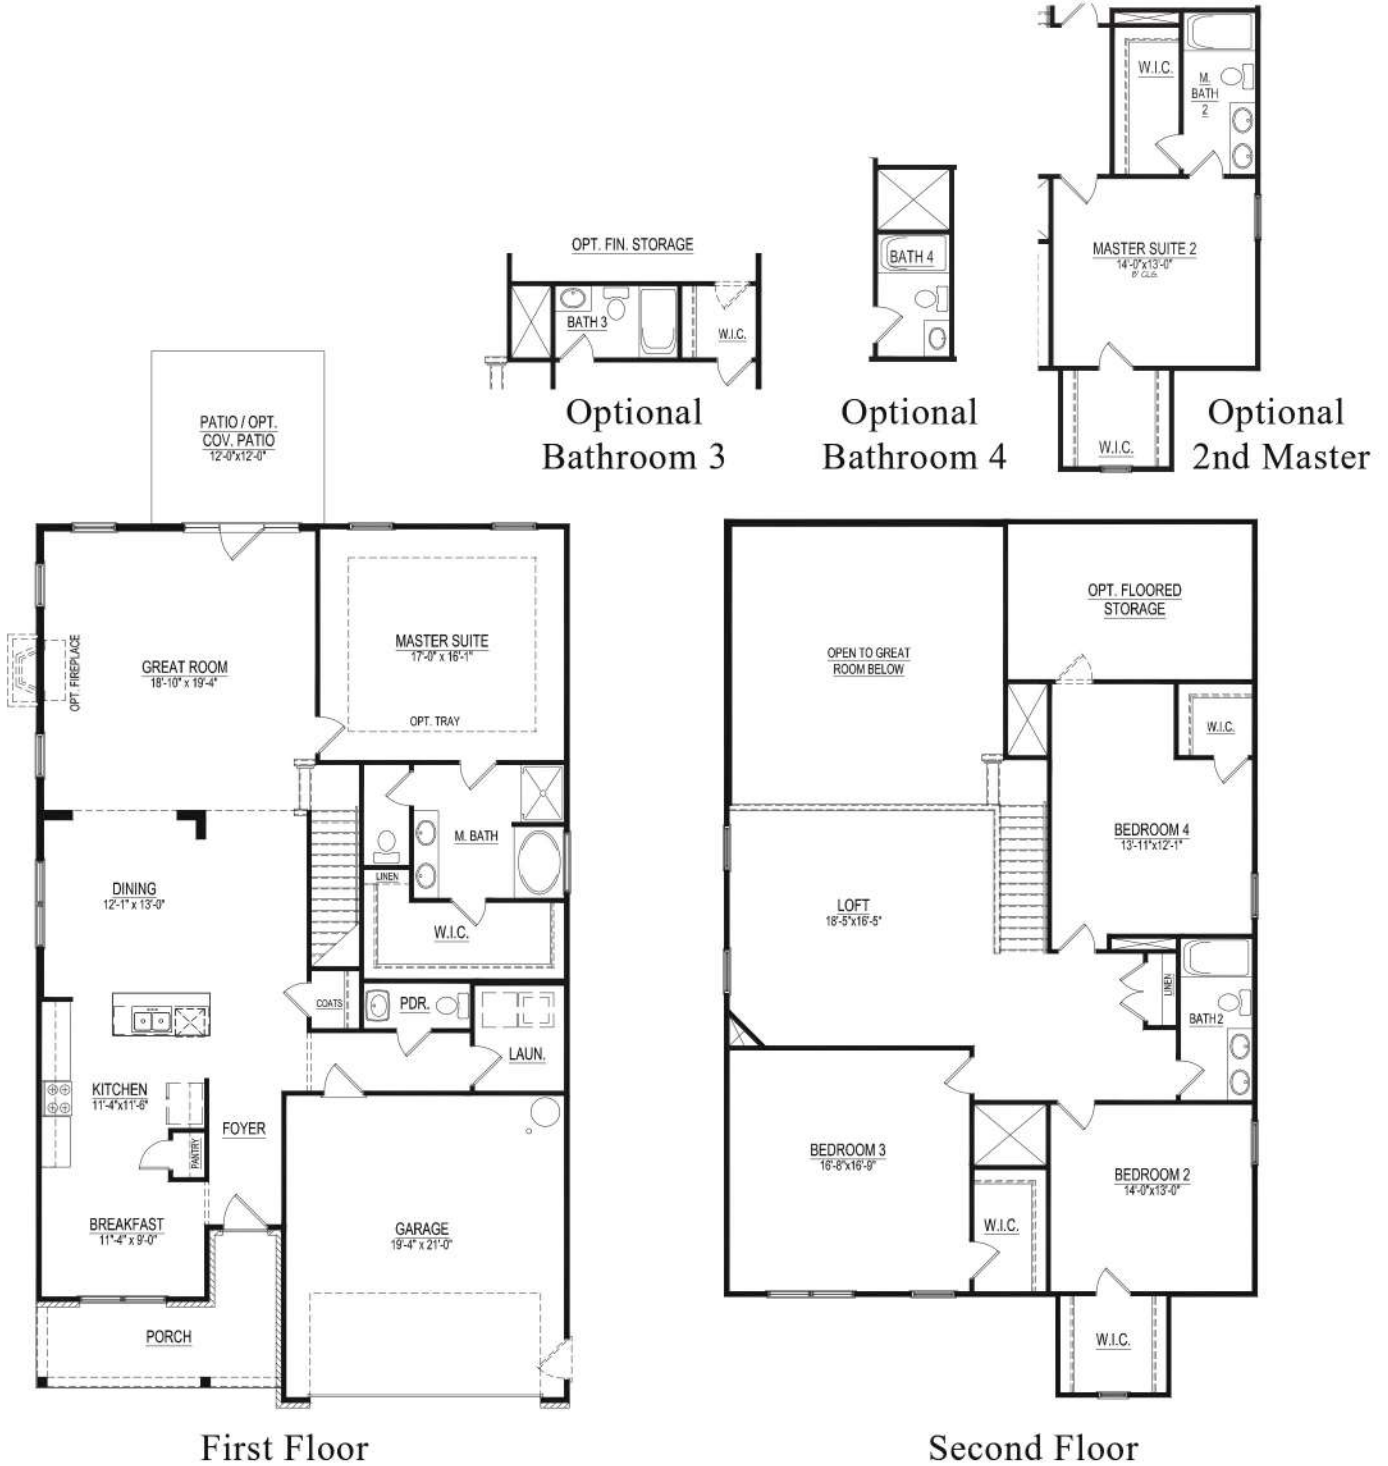 W.I.C.
M.
BATH
2
MASTER SUITE 2
14'-0"x13'-0"
8' CLG.
W.I.C.
Optional
2nd Master
BATH 4
Optional
Bathroom 4
OPT. FIN. STORAGE
BATH 3
W.I.C.
Optional
Bathroom 3
PATIO / OPT.
COV. PATIO
12'-0"x12'-0"
GREAT ROOM
18'-10" x 19'-4"
OPT. FIREPLACE
MASTER SUITE
17'-0" x 16'-1"
OPT. TRAY
M. BATH
LINEN
W.I.C.
DINING
12'-1" x 13'-0"
COATS
PDR.
LAUN.
KITCHEN
11'-4"x11'-6"
PANTRY
FOYER
BREAKFAST
11"-4" x 9'-0"
GARAGE
19'-4" x 21'-0"
PORCH
First Floor
OPEN TO GREAT
ROOM BELOW
OPT. FLOORED
STORAGE
W.I.C.
BEDROOM 4
13'-11"x12'-1"
LOFT
18'-5"x16'-5"
LINEN
BATH 2
BEDROOM 3
16'-8"x16'-9"
BEDROOM 2
14'-0"x13'-0"
W.I.C.
W.I.C.
Second Floor